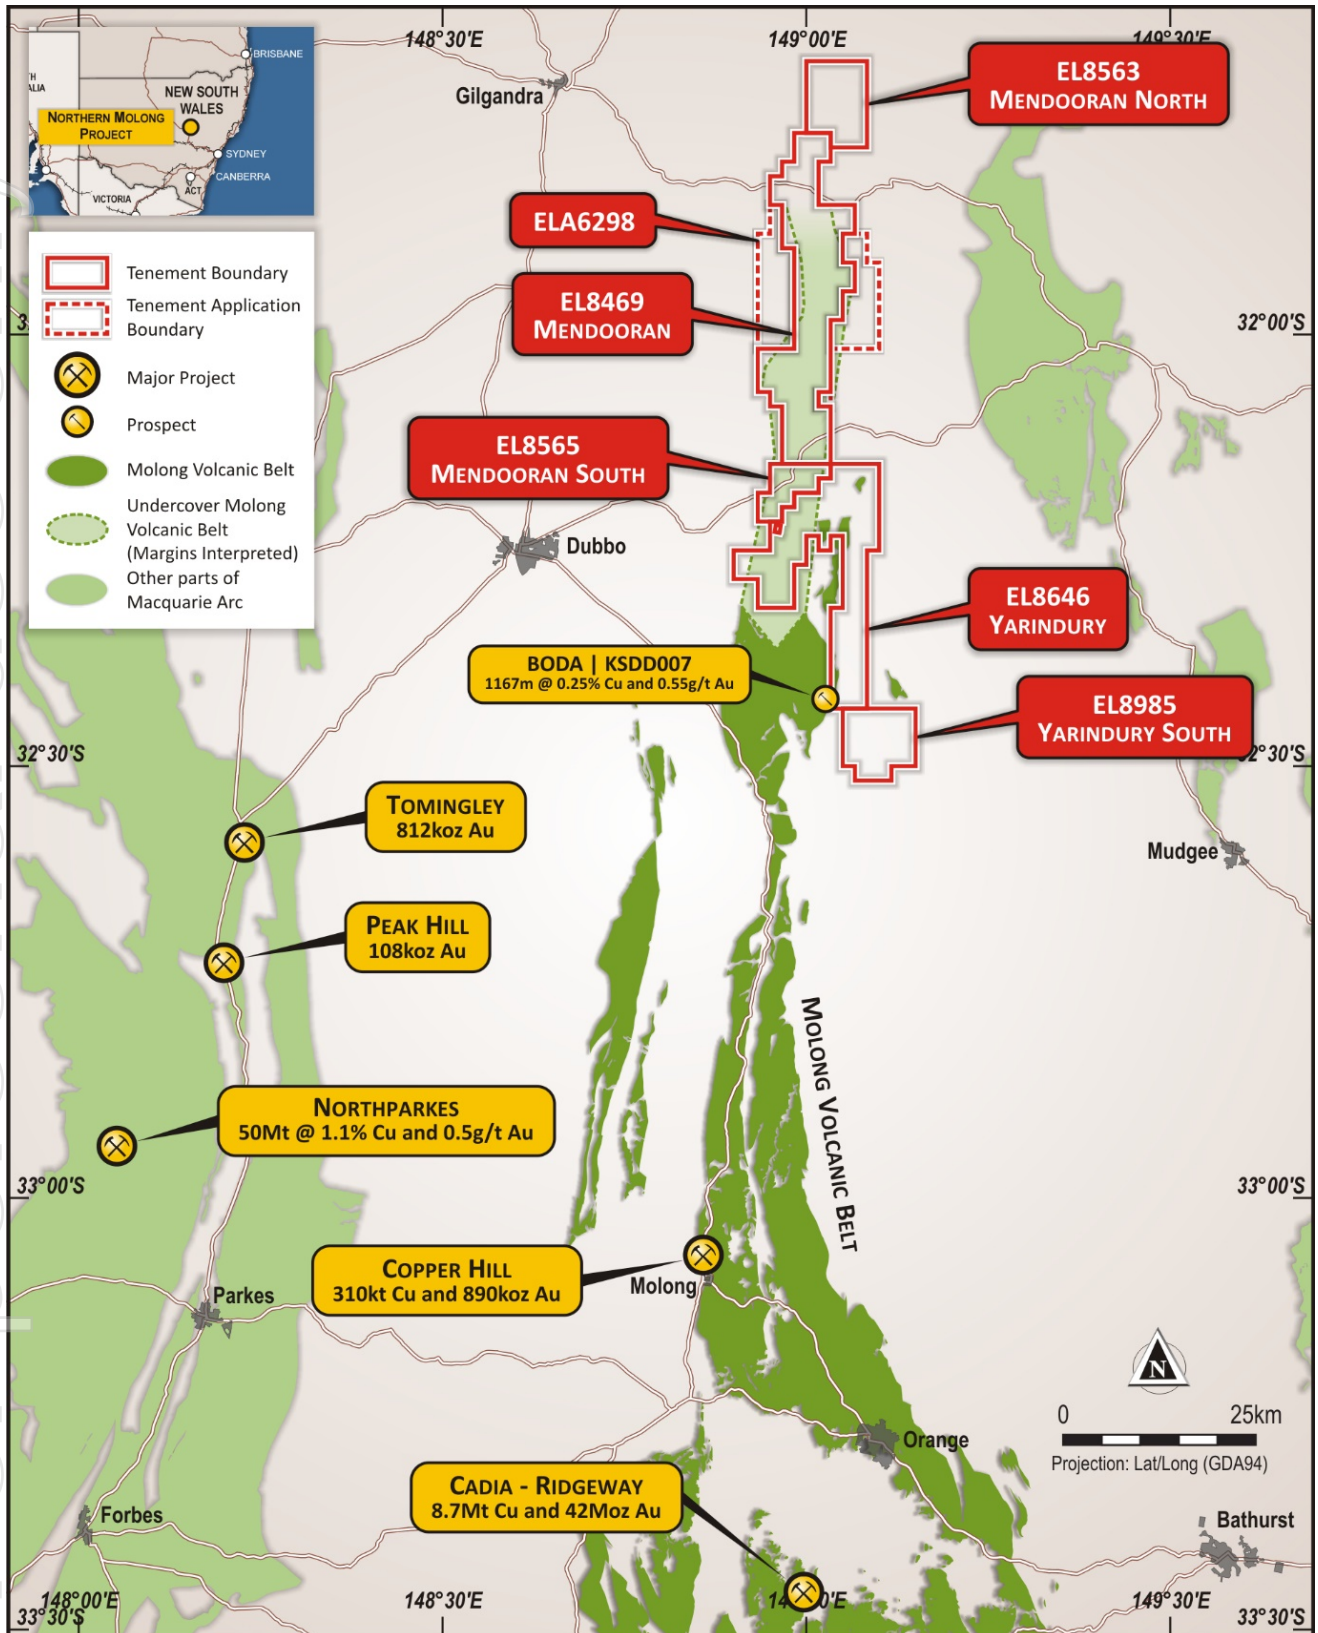 148°30'E
149°00'E
149°30'E
BRISBANE
NEW SOUTH
WALES
NORTHERN MOLONG
PROJECT
SYDNEY
CANBERRA
ACT
VICTORIA
Gilgandra
EL8563
MENDOORAN NORTH
ELA6298
EL8469
MENDOORAN
32°00'S
EL8565
MENDOORAN SOUTH
Tenement Boundary
Tenement Application
Boundary
Major Project
Prospect
Molong Volcanic Belt
Undercover Molong
Volcanic Belt
(Margins Interpreted)
Other parts of
Macquarie Arc
Dubbo
EL8646
YARINDURY
BODA | KSDD007
1167m @ 0.25% Cu and 0.55g/t Au
EL8985
YARINDURY SOUTH
32°30'S
32°30'S
TOMINGLEY
812koz Au
Mudgee
PEAK HILL
108koz Au
MOLONG VOLCANIC BELT
NORTHPARKES
50Mt @ 1.1% Cu and 0.5g/t Au
33°00'S
33°00'S
COPPER HILL
310kt Cu and 890koz Au
Molong
Parkes
N
0 25km
Projection: Lat/Long (GDA94)
Orange
CADIA - RIDGEWAY
8.7Mt Cu and 42Moz Au
Forbes
Bathurst
148°00'E
148°30'E
149°30'E
33°30'S
33°30'S